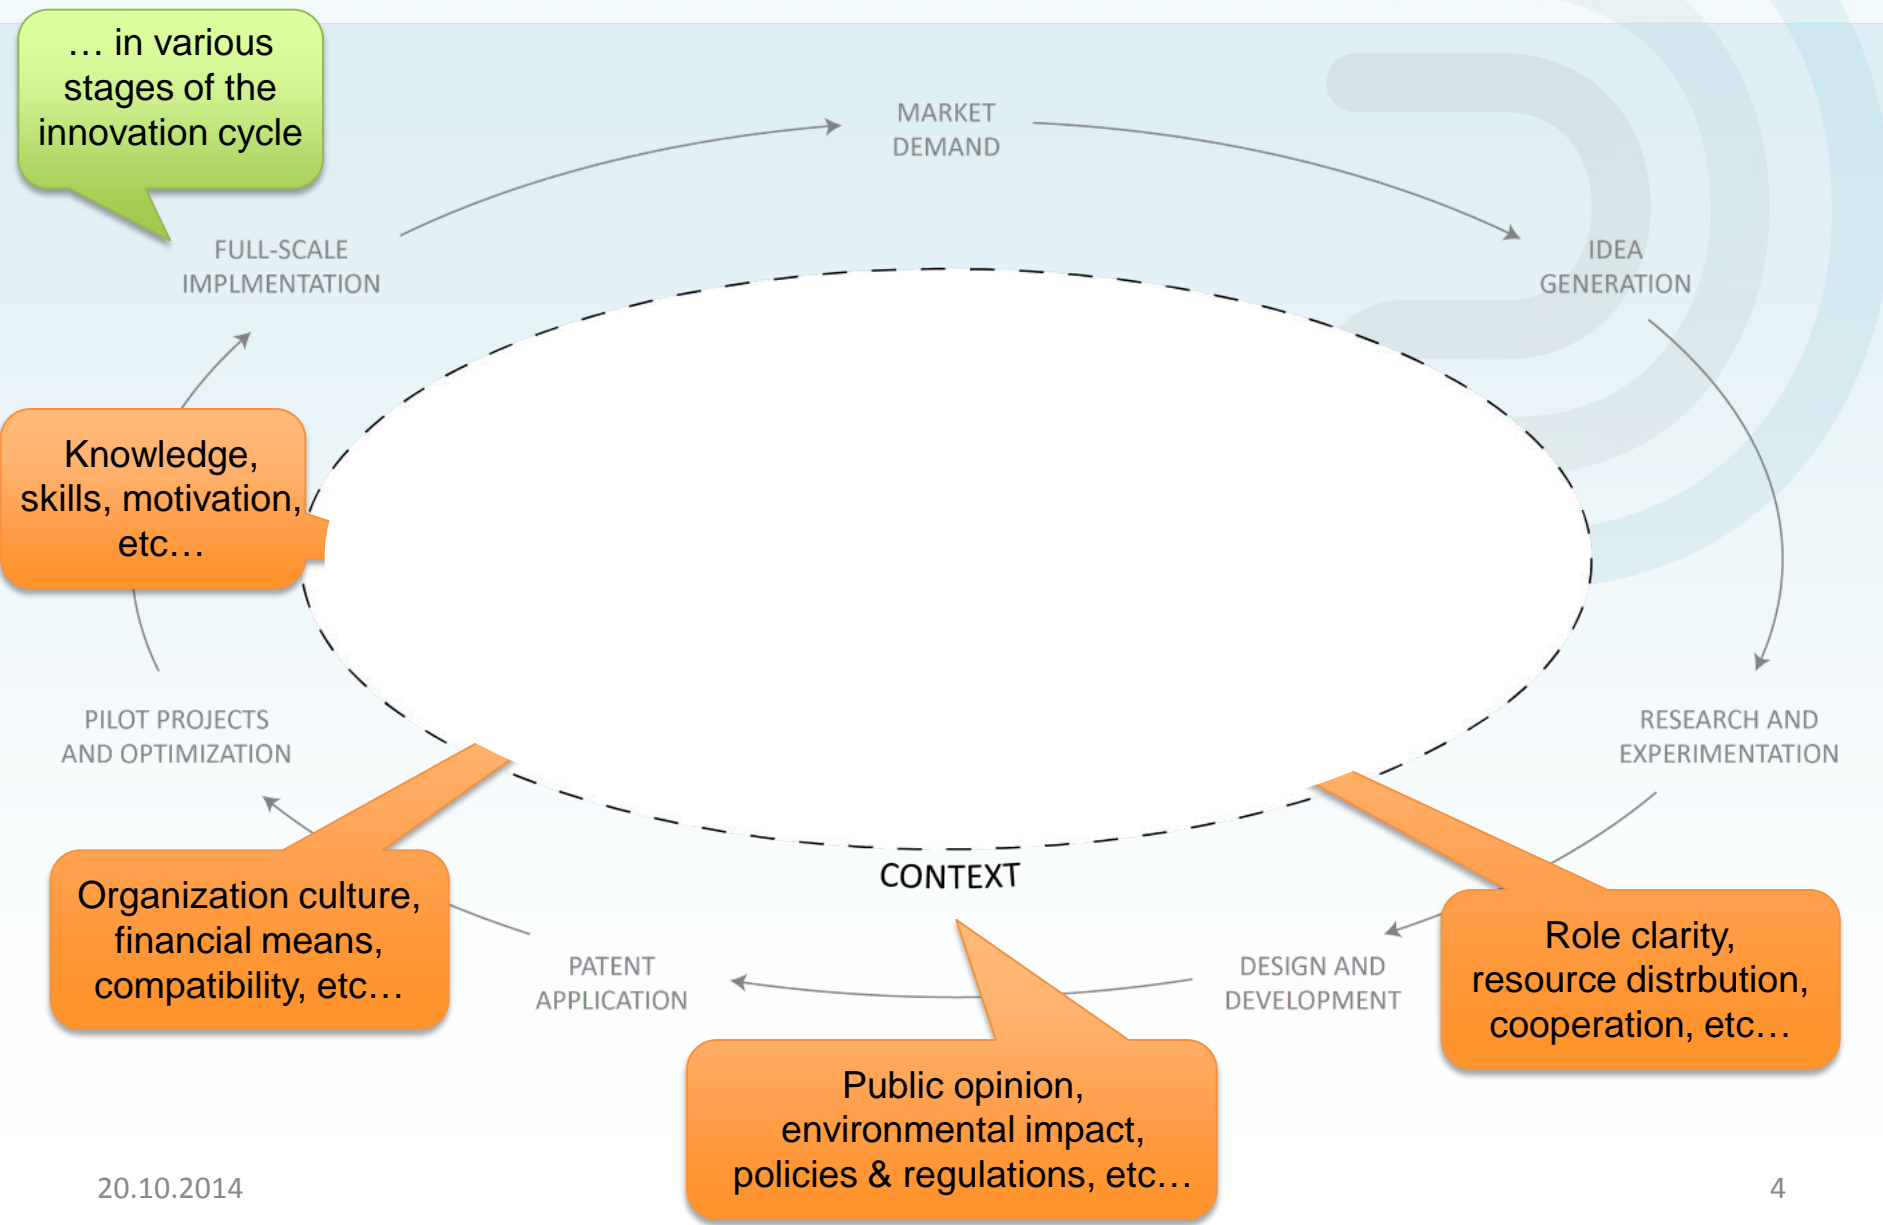 … in various
stages of the
innovation cycle
MARKET
DEMAND
FULL-SCALE
IMPLMENTATION
IDEA
GENERATION
Knowledge,
skills, motivation,
etc…
PILOT PROJECTS
AND OPTIMIZATION
RESEARCH AND
EXPERIMENTATION
CONTEXT
Organization culture,
financial means,
compatibility, etc…
Role clarity,
resource distrbution,
cooperation, etc…
PATENT
APPLICATION
DESIGN AND
DEVELOPMENT
Public opinion,
environmental impact,
policies & regulations, etc…
20.10.2014
4